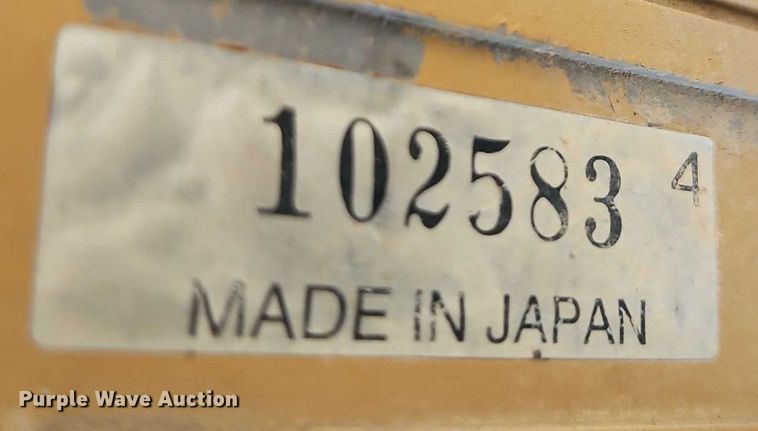 102583 4
MADE IN JAPAN
Purple Wave Auction